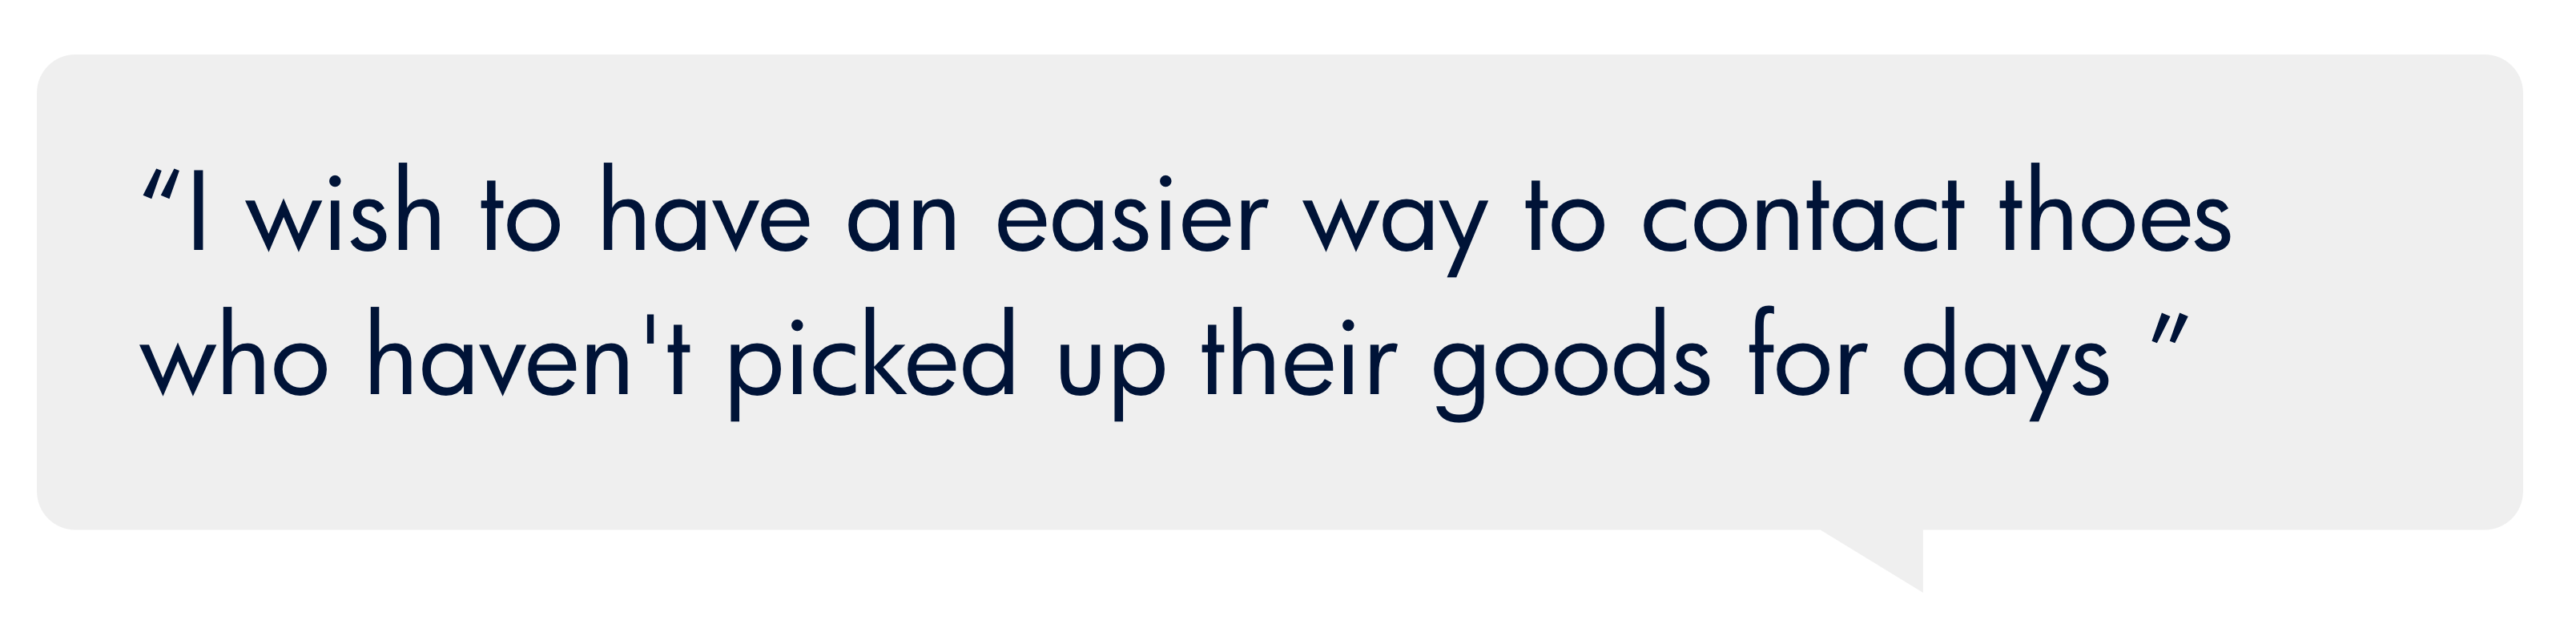 “I wish to have an easier way to contact thoes
who haven't picked up their goods for days ”